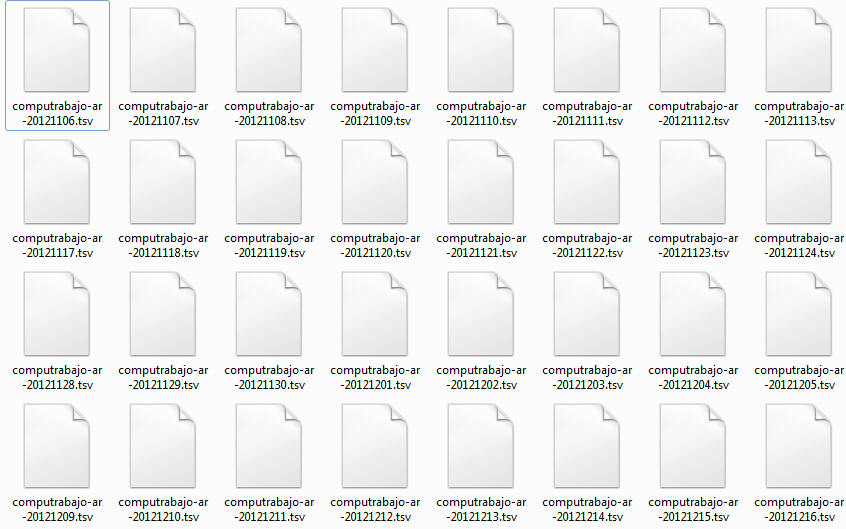 computrabajo-ar
-20121106.tsv
computrabajo-ar
-20121107.tsv
computrabajo-ar
-20121108.tsv
computrabajo-ar
-20121109.tsv
computrabajo-ar
-20121110.tsv
computrabajo-ar
-20121111.tsv
computrabajo-ar
-20121112.tsv
computrabajo-ar
-20121113.tsv
computrabajo-ar
-20121117.tsv
computrabajo-ar
-20121118.tsv
computrabajo-ar
-20121119.tsv
computrabajo-ar
-20121120.tsv
computrabajo-ar
-20121121.tsv
computrabajo-ar
-20121122.tsv
computrabajo-ar
-20121123.tsv
computrabajo-ar
-20121124.tsv
computrabajo-ar
-20121128.tsv
computrabajo-ar
-20121129.tsv
computrabajo-ar
-20121130.tsv
computrabajo-ar
-20121201.tsv
computrabajo-ar
-20121202.tsv
computrabajo-ar
-20121203.tsv
computrabajo-ar
-20121204.tsv
computrabajo-ar
-20121205.tsv
computrabajo-ar
-20121209.tsv
computrabajo-ar
-20121210.tsv
computrabajo-ar
-20121211.tsv
computrabajo-ar
-20121212.tsv
computrabajo-ar
-20121213.tsv
computrabajo-ar
-20121214.tsv
computrabajo-ar
-20121215.tsv
computrabajo-ar
-20121216.tsv